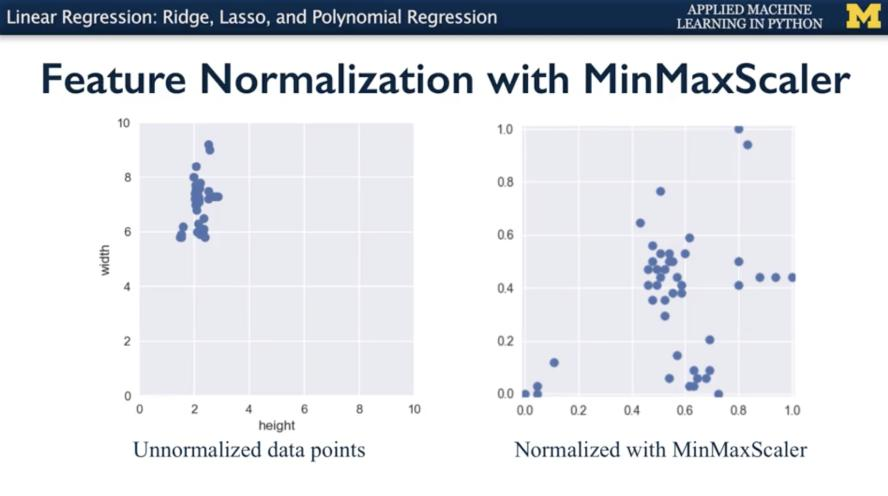 Linear Regression: Ridge, Lasso, and Polynomial Regression
APPLIED MACHINE
LEARNING IN PYTHON
M
Feature Normalization with MinMaxScaler
10
8
6
4
2
0
width
0 2 4 6 8 10
height
Unnormalized data points
1.0
0.8
0.6
0.4
0.2
0.0
0.0 0.2 0.4 0.6 0.8 1.0
Normalized with MinMaxScaler